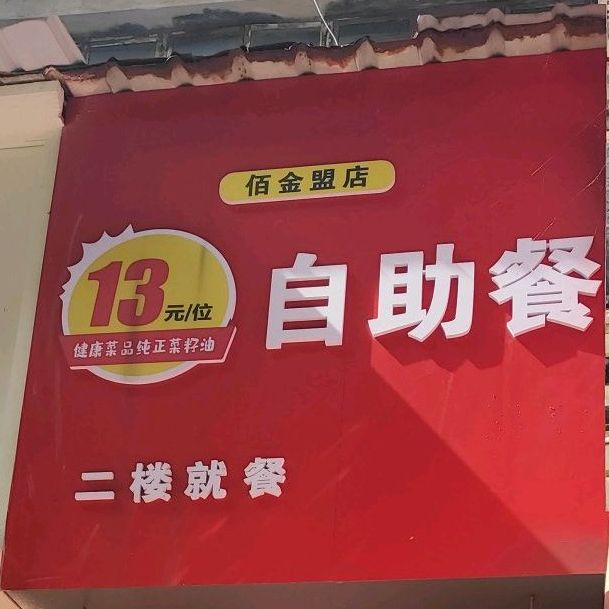 佰金盟店
13元/位
健康菜品纯正菜籽油
自助餐
二楼就餐